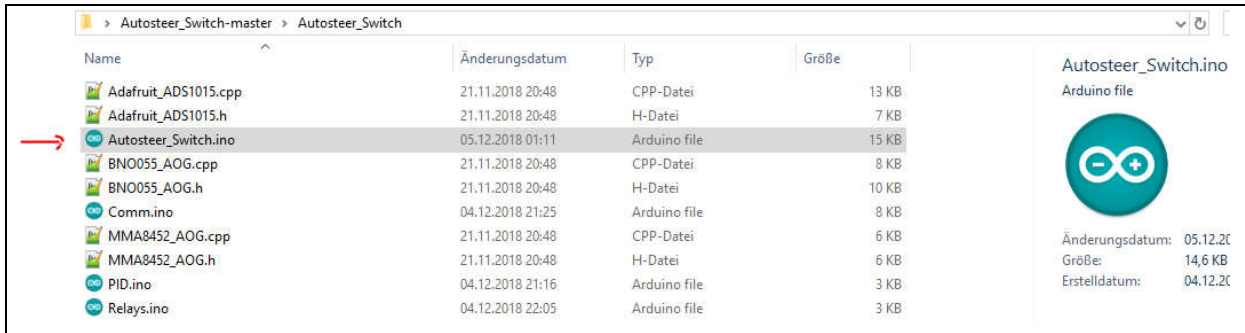 Autosteer_Switch-master > Autosteer_Switch
Name Änderungsdatum Typ Größe
Adafruit_ADS1015.cpp 21.11.2018 20:48 CPP-Datei 13 KB
Adafruit_ADS1015.h 21.11.2018 20:48 H-Datei 7 KB
Autosteer_Switch.ino 05.12.2018 01:11 Arduino file 15 KB
BNO055_AOG.cpp 21.11.2018 20:48 CPP-Datei 8 KB
BNO055_AOG.h 21.11.2018 20:48 H-Datei 10 KB
Comm.ino 04.12.2018 21:25 Arduino file 8 KB
MMA8452_AOG.cpp 21.11.2018 20:48 CPP-Datei 6 KB
MMA8452_AOG.h 21.11.2018 20:48 H-Datei 6 KB
PID.ino 04.12.2018 21:16 Arduino file 3 KB
Relays.ino 04.12.2018 22:05 Arduino file 3 KB
Autosteer_Switch.ino
Arduino file
Änderungsdatum: 05.12.20
Größe: 14,6 KB
Erstelldatum: 04.12.20